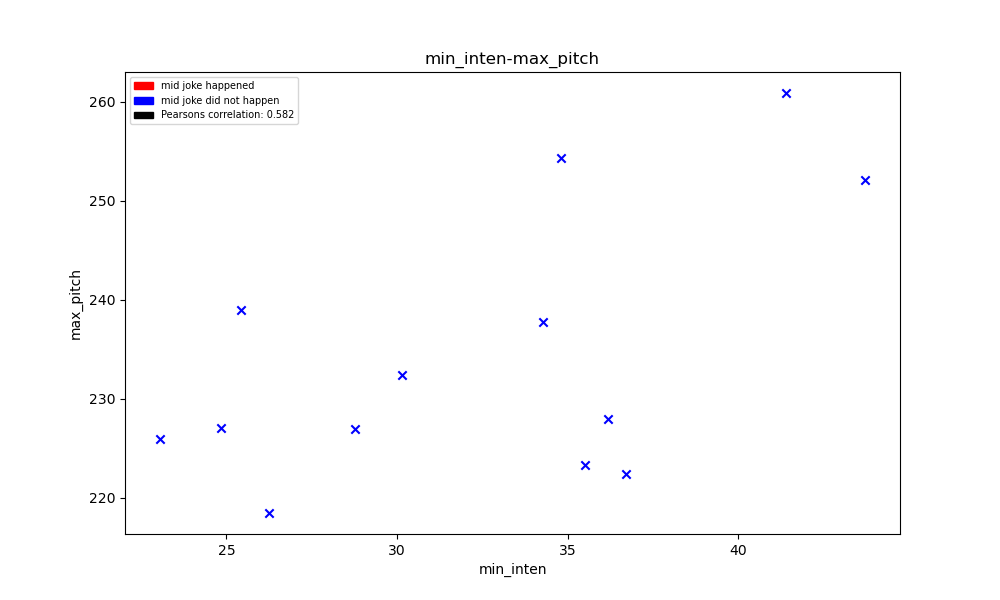 min_inten-max_pitch
mid joke happened
mid joke did not happen
Pearsons correlation: 0.582
260
250
240
230
220
max_pitch
25 30 35 40
min_inten